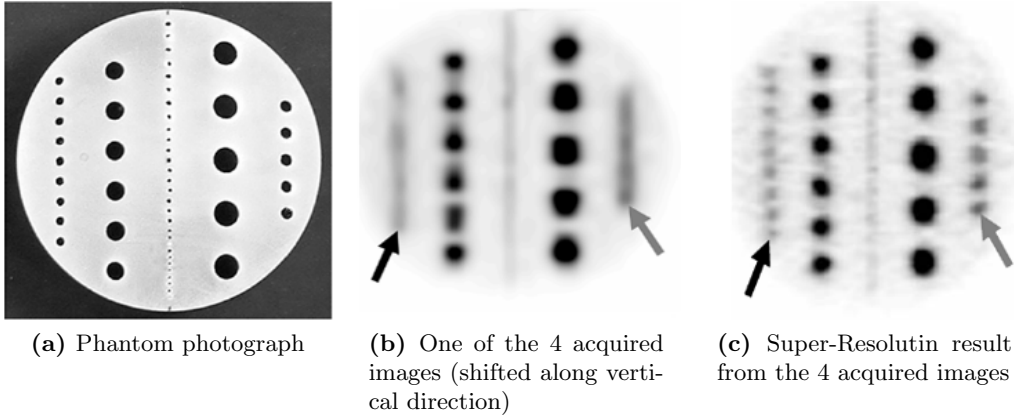 (a) Phantom photograph
(b) One of the 4 acquired
images (shifted along verti-
cal direction)
(c) Super-Resolutin result
from the 4 acquired images